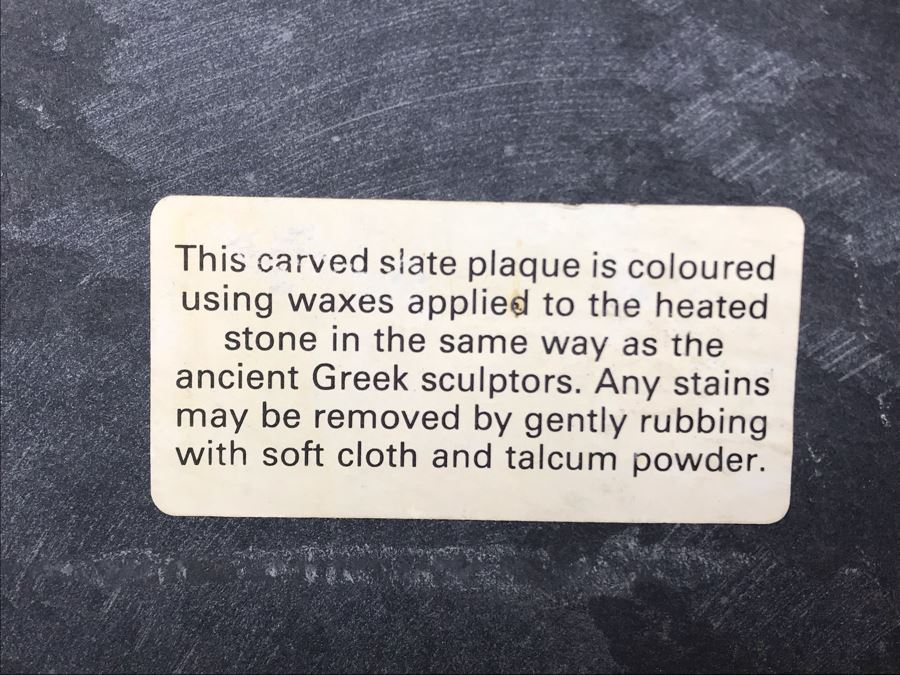 This carved slate plaque is coloured
using waxes applied to the heated
stone in the same way as the
ancient Greek sculptors. Any stains
may be removed by gently rubbing
with soft cloth and talcum powder.